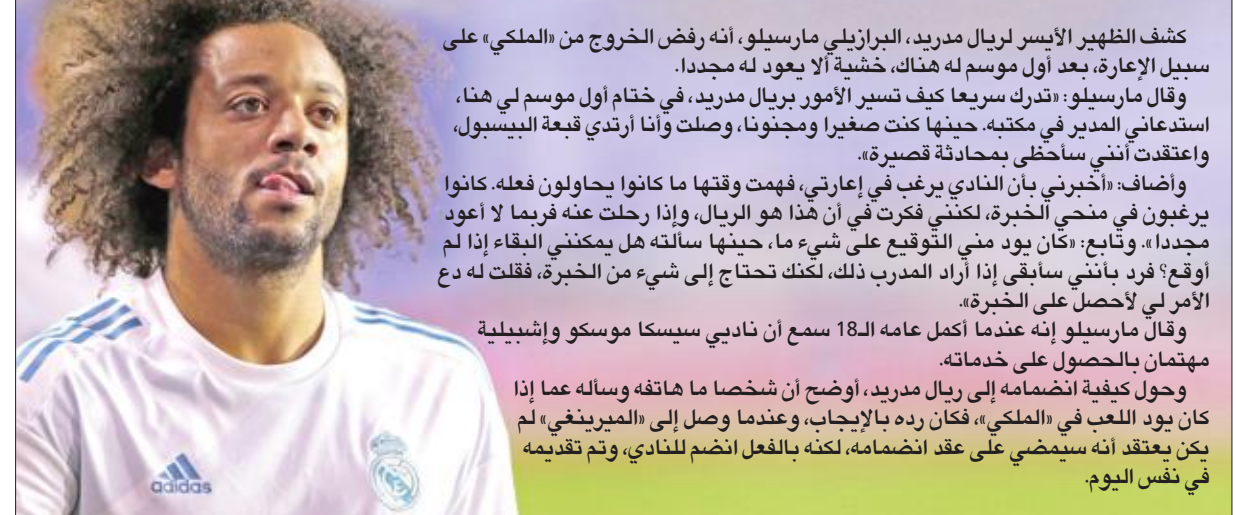 كشف الظهير الأيسر لريال مدريد، البرازيلي مارسيلو، أنه رفض الخروج من «الملكي» على
سبيل الإعارة، بعد أول موسم له هناك، خشية ألا يعود له مجددا.
وقال مارسيلو: «تدرك سريعا كيف تسير الأمور بريال مدريد، في ختام أول موسم لي هنا،
استدعاني المدير في مكتبه. حينها كنت صغيرا ومجنونا، وصلت وأنا أرتدي قبعة البيسبول،
واعتقدت أنني سأحظى بمحادثة قصيرة».
وأضاف: «أخبرني بأن النادي يرغب في إعارتي، فهمت وقتها ما كانوا يحاولون فعله. كانوا
يرغبون في منحي الخبرة، لكنني فكرت في أن هذا هو الريال، وإذا رحلت عنه فربما لا أعود
مجددا». وتابع: «كان يود مني التوقيع على شيء ما، حينها سألته هل يمكنني البقاء إذا لم
أوقع؟ فرد بأنني سأبقى إذا أراد المدرب ذلك، لكنك تحتاج إلى شيء من الخبرة، فقلت له دع
الأمر لي لأحصل على الخبرة».
وقال مارسيلو إنه عندما أكمل عامه الـ18 سمع أن ناديي سيسكا موسكو وإشبيلية
مهتمان بالحصول على خدماته.
وحول كيفية انضمامه إلى ريال مدريد، أوضح أن شخصا ما هاتفه وسأله عما إذا
كان يود اللعب في «الملكي»، فكان رده بالإيجاب، وعندما وصل إلى «الميرينغي» لم
يكن يعتقد أنه سيمضي على عقد انضمامه، لكنه بالفعل انضم للنادي، وتم تقديمه
في نفس اليوم.
adidas